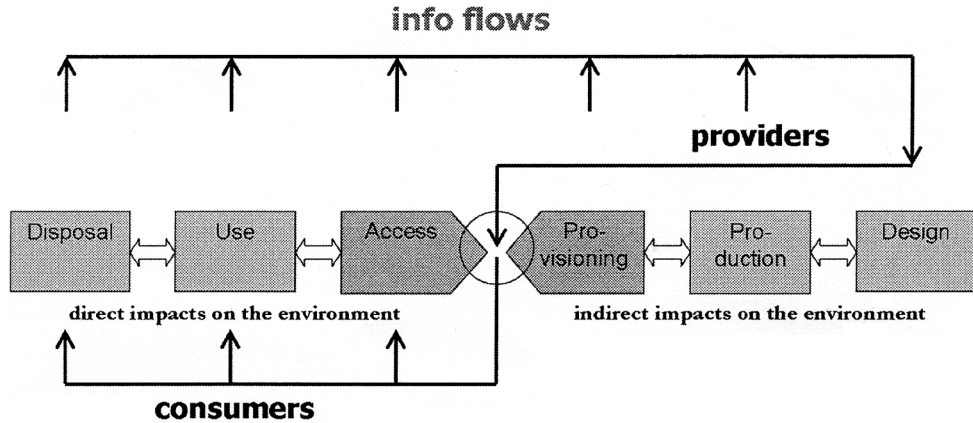 info flows
providers
Disposal
Use
Access
Pro-
visioning
Pro-
duction
Design
direct impacts on the environment
indirect impacts on the environment
consumers